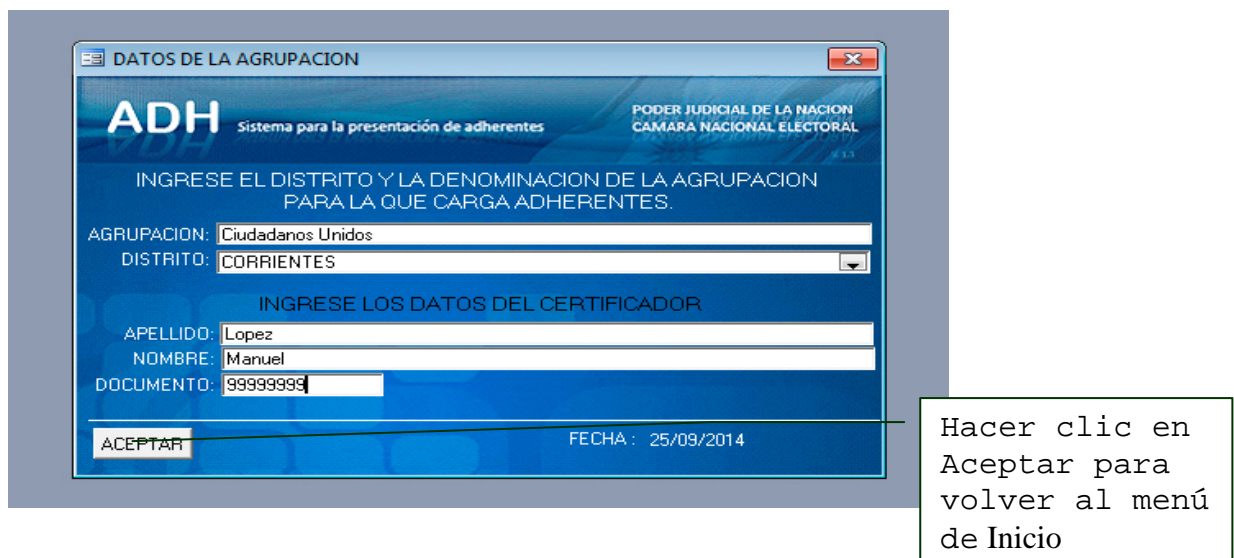 DATOS DE LA AGRUPACION
ADH
Sistema para la presentación de adherentes
PODER JUDICIAL DE LA NACION
CAMARA NACIONAL ELECTORAL
INGRESE EL DISTRITO Y LA DENOMINACION DE LA AGRUPACION
PARA LA QUE CARGA ADHERENTES.
AGRUPACION: Ciudadanos Unidos
DISTRITO: CORRIENTES
INGRESE LOS DATOS DEL CERTIFICADOR
APELLIDO: Lopez
NOMBRE: Manuel
DOCUMENTO: 99999999
ACEPTAR
FECHA : 25/09/2014
Hacer clic en
Aceptar para
volver al menú
de Inicio